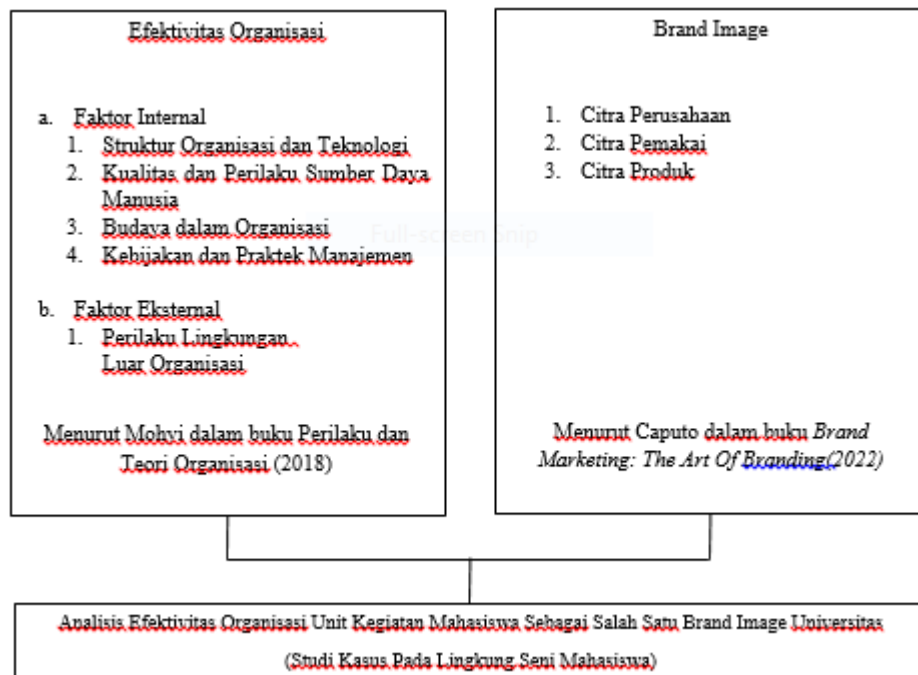 Efektivitas Organisasi
a. Faktor Internal
1. Struktur Organisasi dan Teknologi
2. Kualitas dan Perilaku Sumber Daya
Manusia
3. Budaya dalam Organisasi
4. Kebijakan dan Praktek Manajemen
b. Faktor Eksternal
1. Perilaku Lingkungan
Luar Organisasi
Menurut Mohyi dalam buku Perilaku dan
Teori Organisasi (2018)
Brand Image
1. Citra Perusahaan
2. Citra Pemakai
3. Citra Produk
Menurut Caputo dalam buku Brand
Marketing: The Art Of Branding(2022)
Full-screen Snip
Analisis Efektivitas Organisasi Unit Kegiatan Mahasiswa Sebagai Salah Satu Brand Image Universitas
(Studi Kasus Pada Lingkung Seni Mahasiswa)